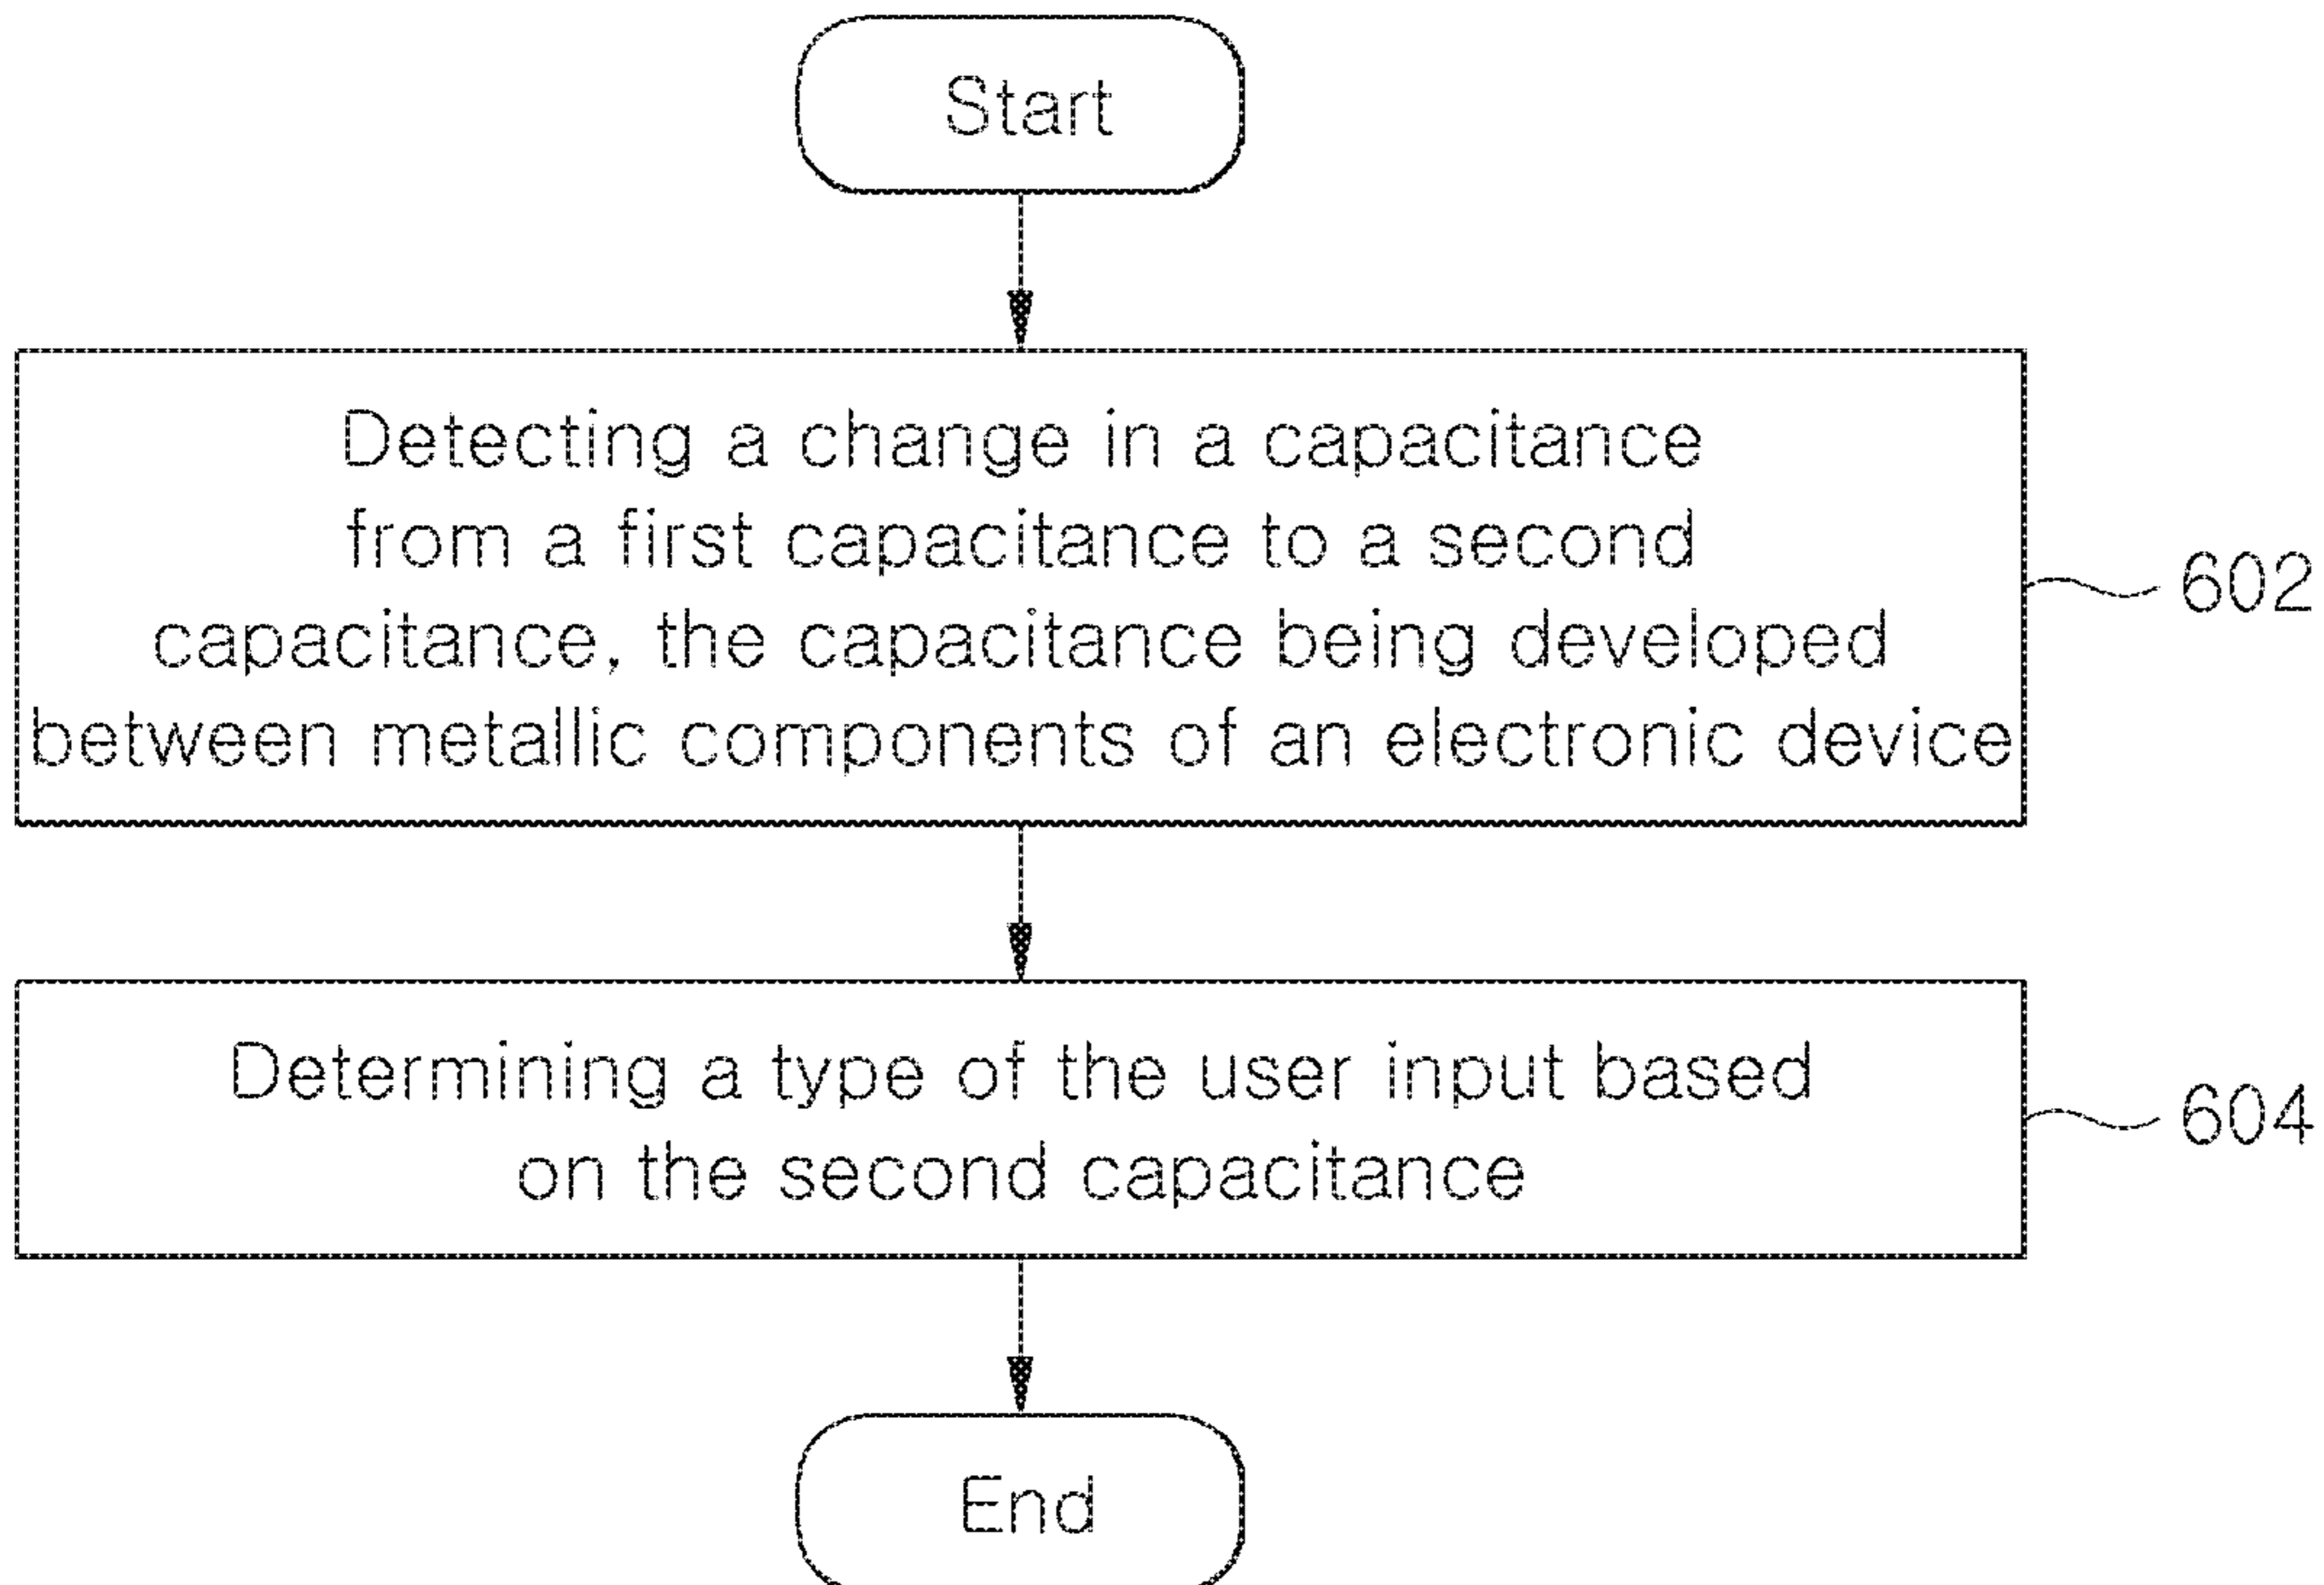 Start
Detecting a change in a capacitance
from a first capacitance to a second
capacitance, the capacitance being developed
between metallic components of an electronic device
602
Determining a type of the user input based
on the second capacitance
604
End